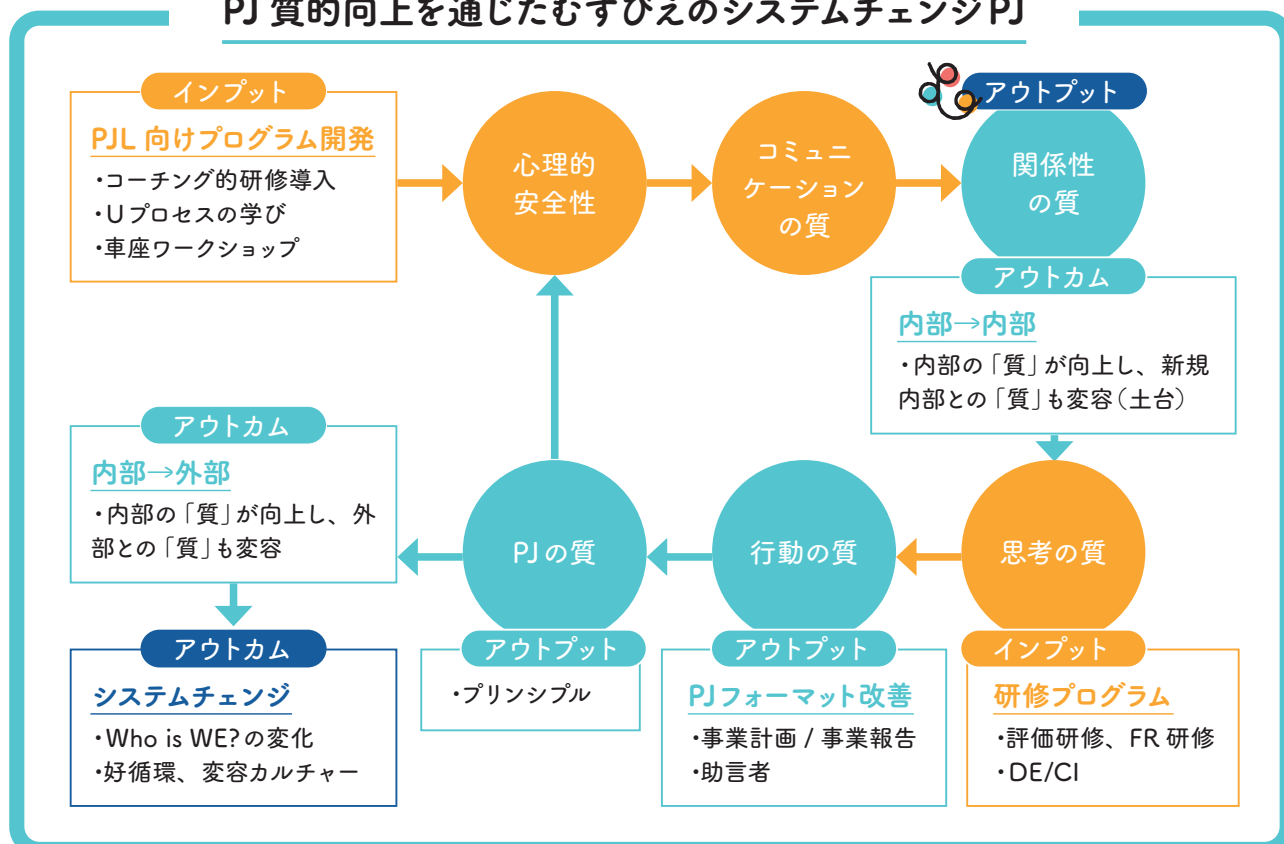 PJ 質的向上を通じたむすびえのシステムチェンジPJ
インプット
PJL 向けプログラム開発
・コーチング的研修導入
・Uプロセスの学び
・車座ワークショップ
心理的
安全性
コミュニ
ケーション
の質
アウトプット
関係性
の質
アウトカム
内部→内部
・内部の「質」が向上し、新規
内部との「質」も変容(土台)
アウトカム
内部→外部
・内部の「質」が向上し、外
部との「質」も変容
PJの質
行動の質
思考の質
アウトカム
システムチェンジ
・Who is WE?の変化
・好循環、変容カルチャー
アウトプット
・プリンシプル
アウトプット
PJフォーマット改善
・事業計画 / 事業報告
・助言者
インプット
研修プログラム
・評価研修、FR 研修
・DE/CI